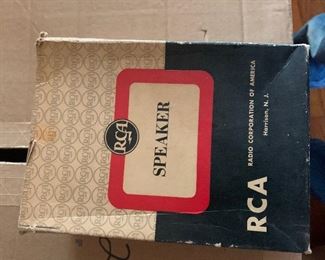 RCA
SPEAKER
RCA
RADIO CORPORATION OF AMERICA
Harrison, N. J.